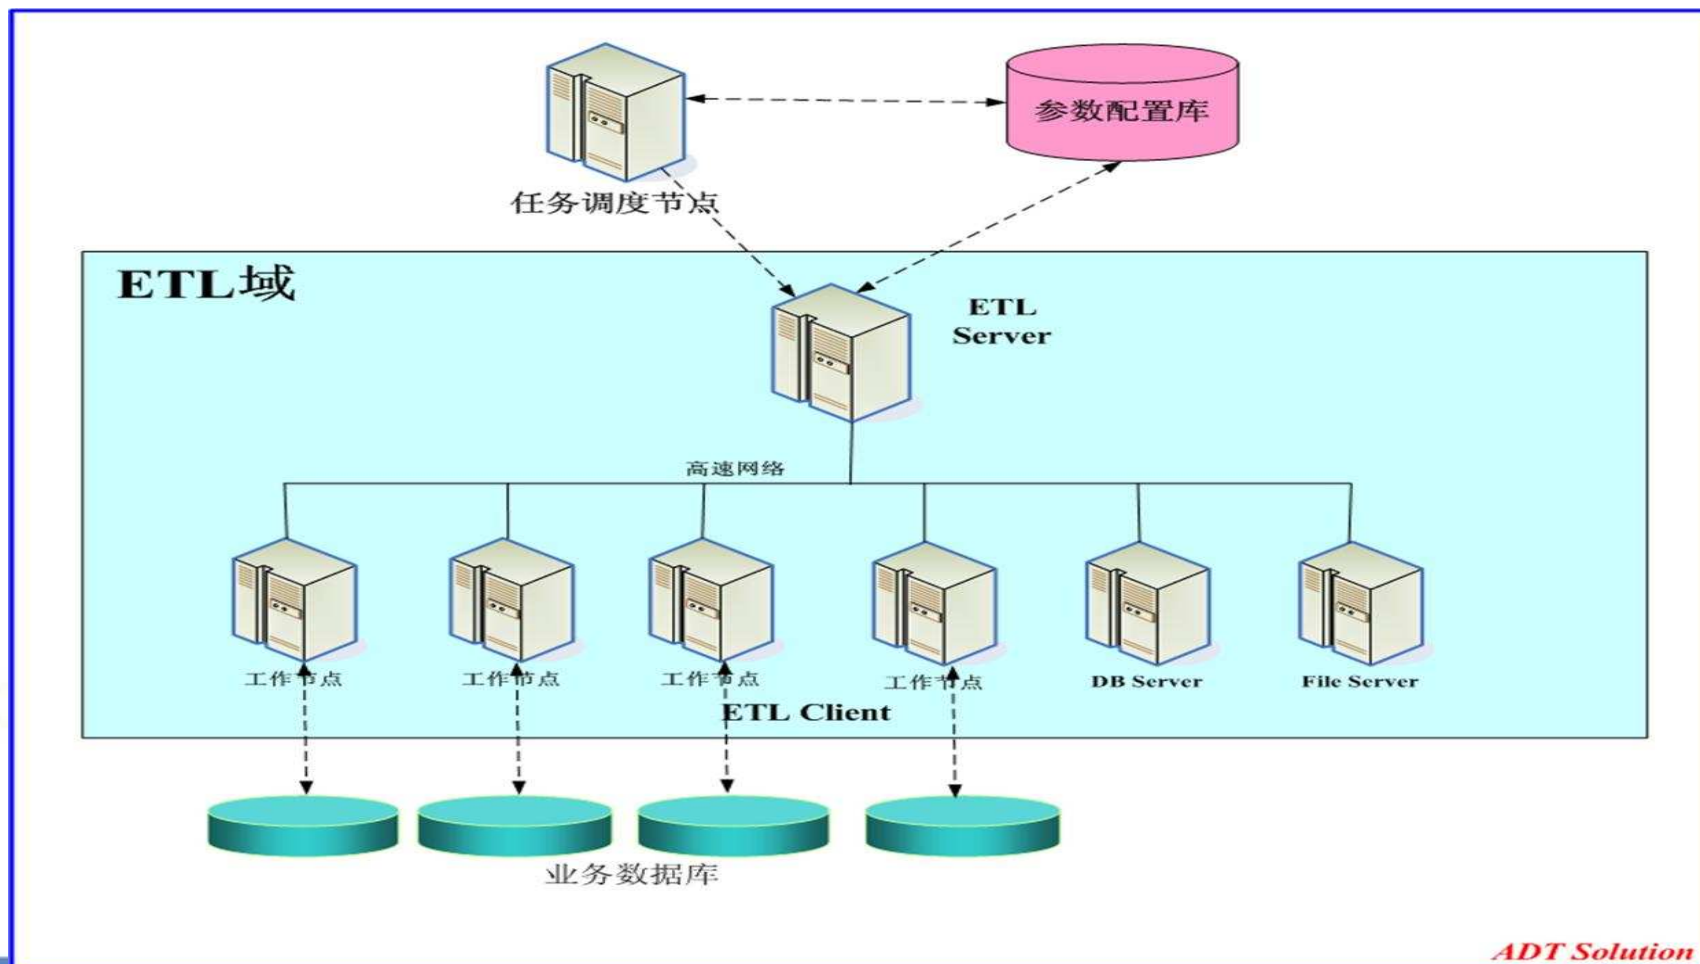 参数配置库
任务调度节点
ETL域
ETL
Server
高速网络
工作节点
工作节点
工作节点
工作节点
DB Server
File Server
ETL Client
业务数据库
ADT Solution